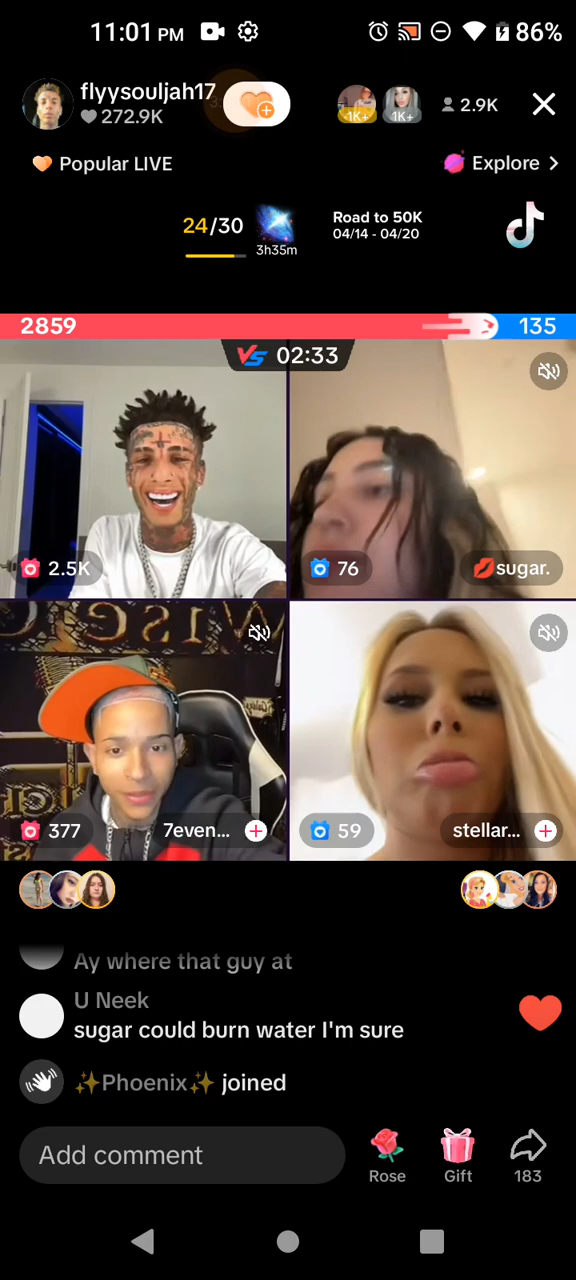 11:01 PM
86%
flyysouljah17
272.9K
1K+
1K+
2.9K
Popular LIVE
Explore >
24/30
3h35m
Road to 50K
04/14 - 04/20
2859
135
VS 02:33
2.5K
76
sugar.
377
7even...
59
stellar...
Ay where that guy at
U Neek
sugar could burn water I'm sure
✨Phoenix✨ joined
Add comment
Rose
Gift
183